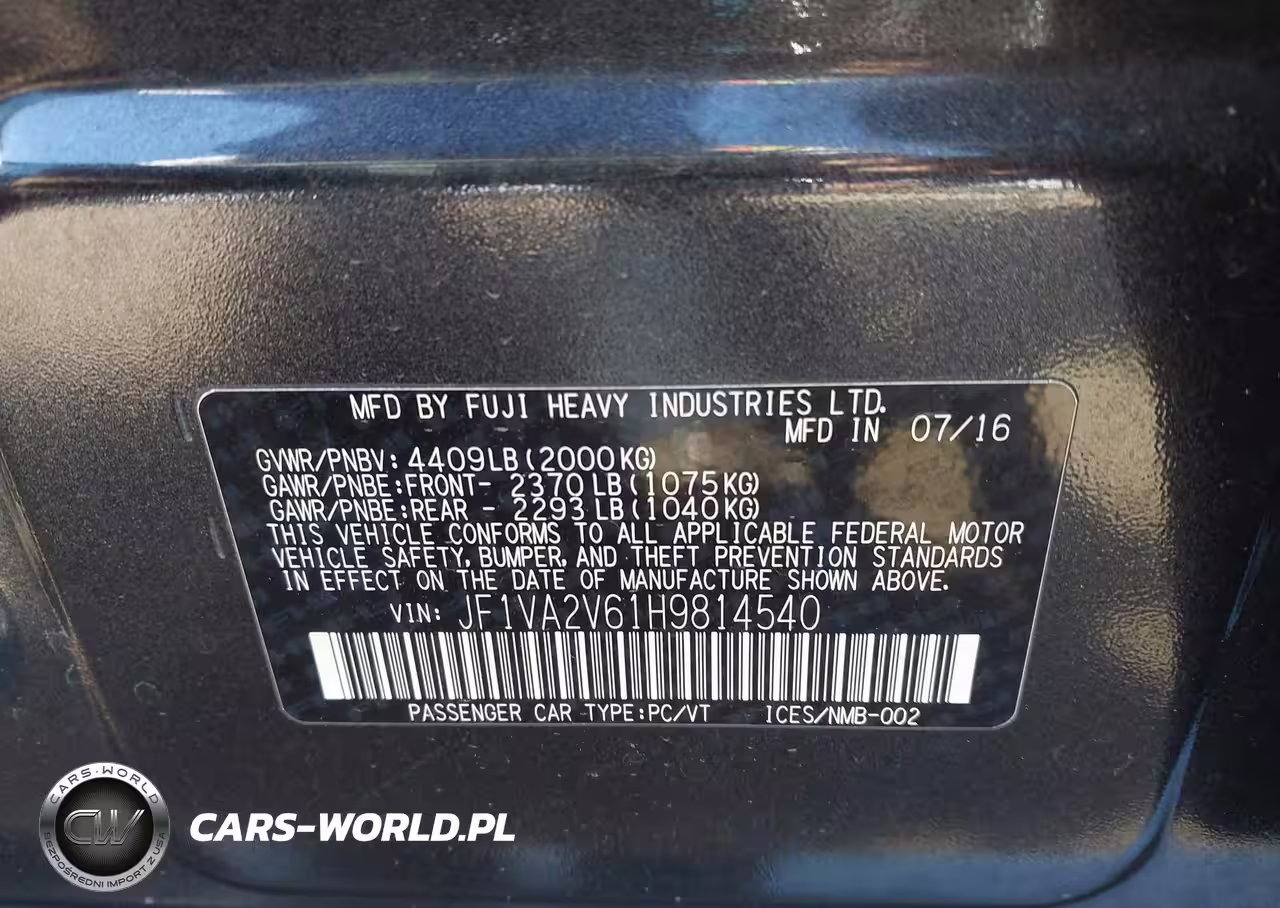 MFD BY FUJI HEAVY INDUSTRIES LTD.
MFD IN 07/16
GVWR/PNBV: 4409LB (2000KG)
GAWR/PNBE:FRONT- 2370 LB (1075KG)
GAWR/PNBE:REAR - 2293 LB (1040KG)
THIS VEHICLE CONFORMS TO ALL APPLICABLE FEDERAL MOTOR
VEHICLE SAFETY, BUMPER, AND THEFT PREVENTION STANDARDS
IN EFFECT ON THE DATE OF MANUFACTURE SHOWN ABOVE.
VIN: JF1VA2V61H9814540
PASSENGER CAR TYPE:PC/VT ICES/NMB-002
CARS-WORLD
CW
BEZPOŚREDNI IMPORT Z USA
CARS-WORLD.PL